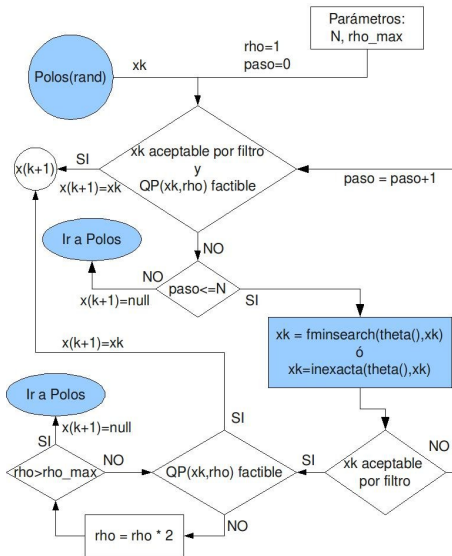 Parámetros:
N, rho_max
rho=1
paso=0
Polos(rand)
xk
xk aceptable por filtro
y
QP(xk,rho) factible
SI
x(k+1)
x(k+1)=xk
paso = paso+1
NO
Ir a Polos
NO
paso<=N
SI
x(k+1)=null
xk = fminsearch(theta(),xk)
ó
xk=inexacta(theta(),xk)
x(k+1)=xk
Ir a Polos
x(k+1)=null
SI
SI
NO
rho>rho_max
NO
QP(xk,rho) factible
SI
xk aceptable
por filtro
NO
rho = rho * 2